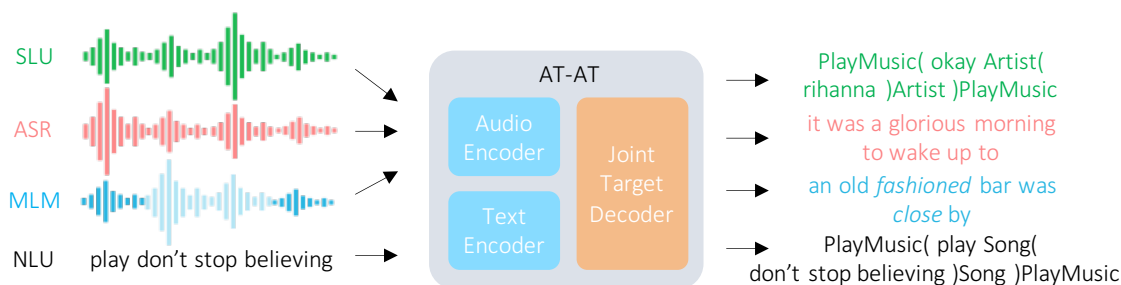 SLU
ASR
MLM
NLU
play don't stop believing
AT-AT
Audio
Encoder
Text
Encoder
Joint
Target
Decoder
PlayMusic( okay Artist(
rihanna )Artist )PlayMusic
it was a glorious morning
to wake up to
an old fashioned bar was
close by
PlayMusic( play Song(
don't stop believing )Song )PlayMusic